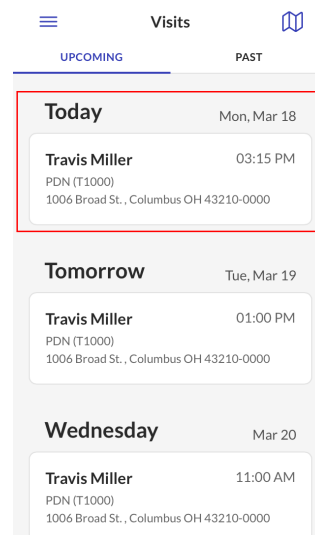 Visits
UPCOMING PAST
Today Mon, Mar 18
Travis Miller 03:15 PM
PDN (T1000)
1006 Broad St. , Columbus OH 43210-0000
Tomorrow Tue, Mar 19
Travis Miller 01:00 PM
PDN (T1000)
1006 Broad St. , Columbus OH 43210-0000
Wednesday Mar 20
Travis Miller 11:00 AM
PDN (T1000)
1006 Broad St. , Columbus OH 43210-0000